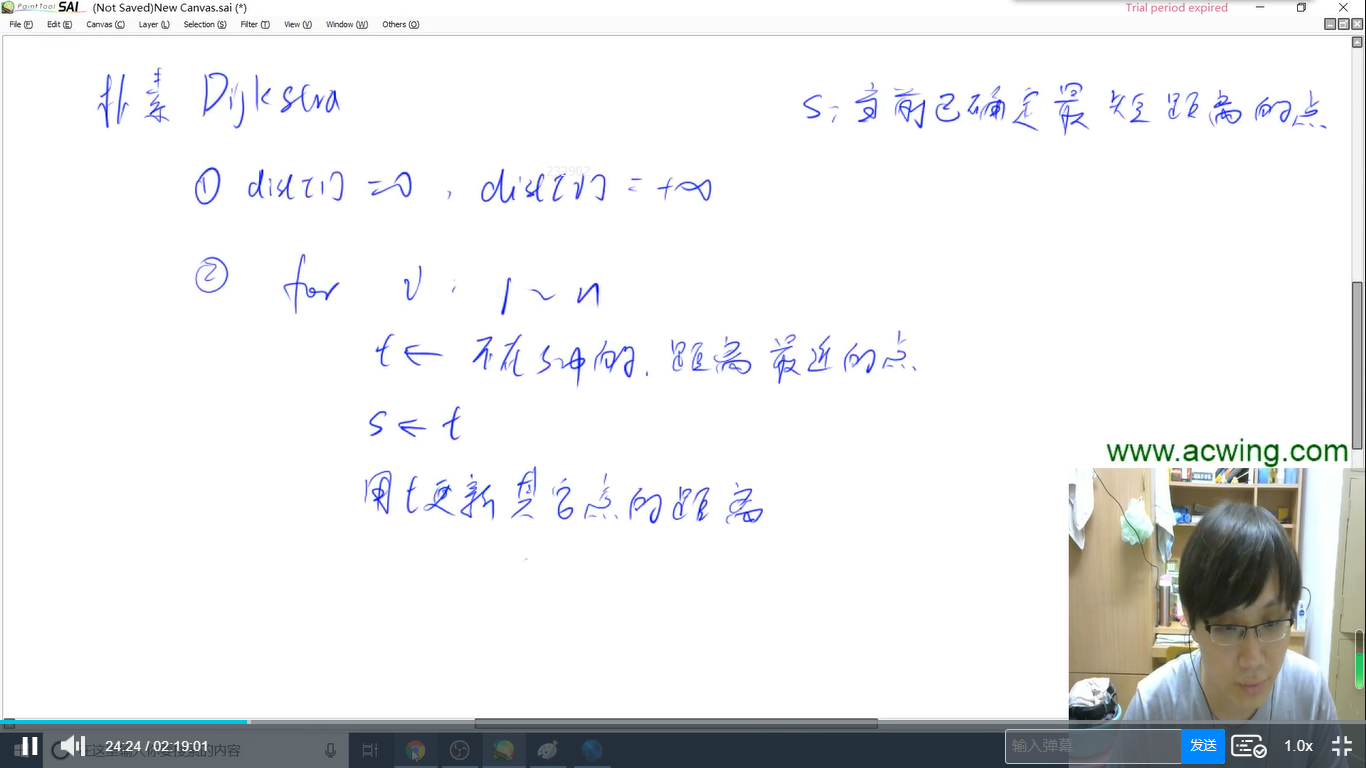 PaintTool SAI (Not Saved)New Canvas.sai (*)
Trial period expired
File (F) Edit (E) Canvas (C) Layer (L) Selection (S) Filter (T) View (V) Window (W) Others (O)
朴素 Dijkstra
S: 当前已确定最短距离的点
232902
① dist[1] = 0 , dist[v] = +∞
② for v : 1 ~ n
t ← 不在S中的, 距离最近的点
S ← t
用t更新其它点的距离
www.acwing.com
24:24 / 02:19:01
输入弹幕
发送
1.0x